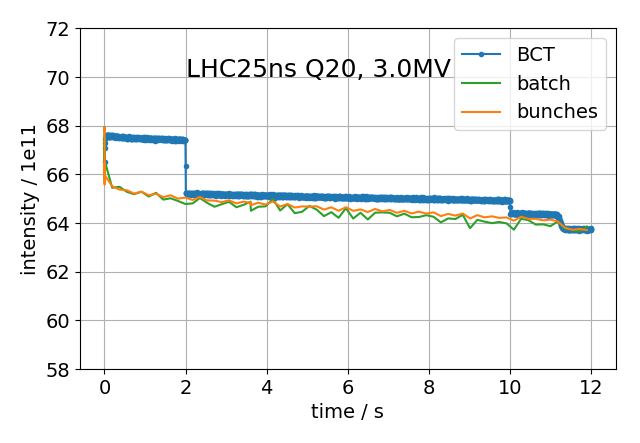 LHC25ns Q20, 3.0MV
BCT
batch
bunches
intensity / 1e11
72
70
68
66
64
62
60
58
0 2 4 6 8 10 12
time / s